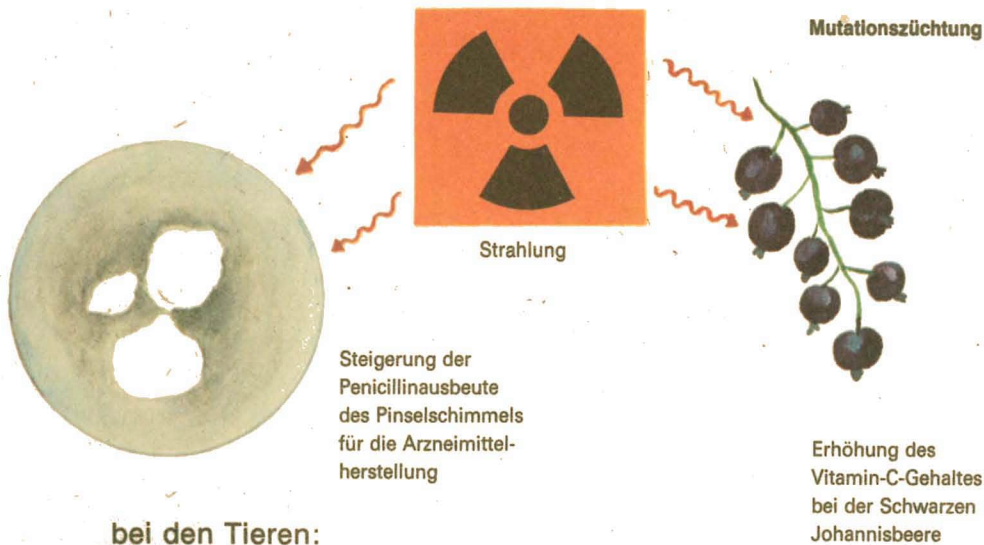 Mutationszüchtung
Strahlung
Steigerung der
Penicillinausbeute
des Pinselschimmels
für die Arzneimittel-
herstellung
Erhöhung des
Vitamin-C-Gehaltes
bei der Schwarzen
Johannisbeere
bei den Tieren: